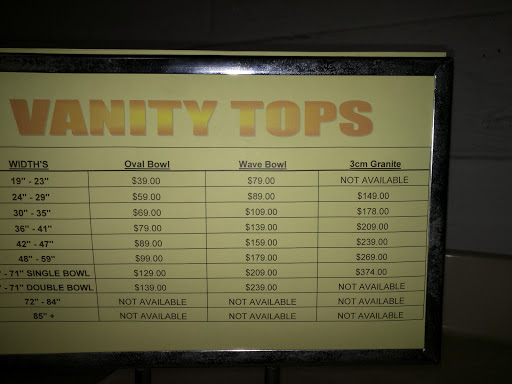 VANITY TOPS
WIDTH'S Oval Bowl Wave Bowl 3cm Granite
19" - 23" $39.00 $79.00 NOT AVAILABLE
24" - 29" $59.00 $89.00 $149.00
30" - 35" $69.00 $109.00 $178.00
36" - 41" $79.00 $139.00 $209.00
42" - 47" $89.00 $159.00 $239.00
48" - 59" $99.00 $179.00 $269.00
" - 71" SINGLE BOWL $129.00 $209.00 $374.00
" - 71" DOUBLE BOWL $139.00 $239.00 NOT AVAILABLE
72" - 84" NOT AVAILABLE NOT AVAILABLE NOT AVAILABLE
85" + NOT AVAILABLE NOT AVAILABLE NOT AVAILABLE